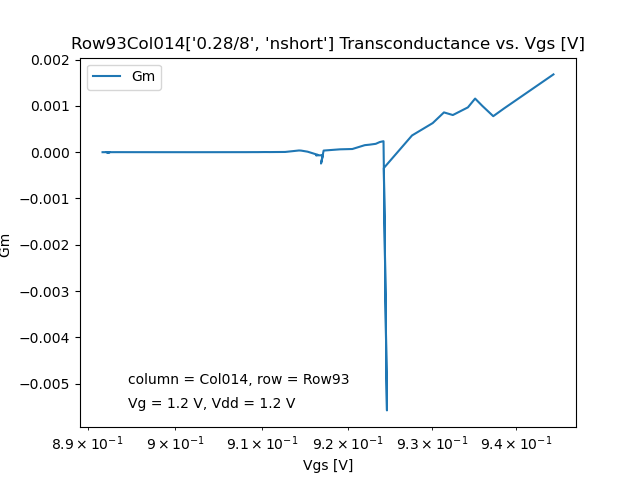 Row93Col014['0.28/8', 'nshort'] Transconductance vs. Vgs [V]
Gm
0.002
0.001
0.000
−0.001
−0.002
−0.003
−0.004
−0.005
Gm
column = Col014, row = Row93
Vg = 1.2 V, Vdd = 1.2 V
8.9 × 10⁻¹ 9 × 10⁻¹ 9.1 × 10⁻¹ 9.2 × 10⁻¹ 9.3 × 10⁻¹ 9.4 × 10⁻¹
Vgs [V]